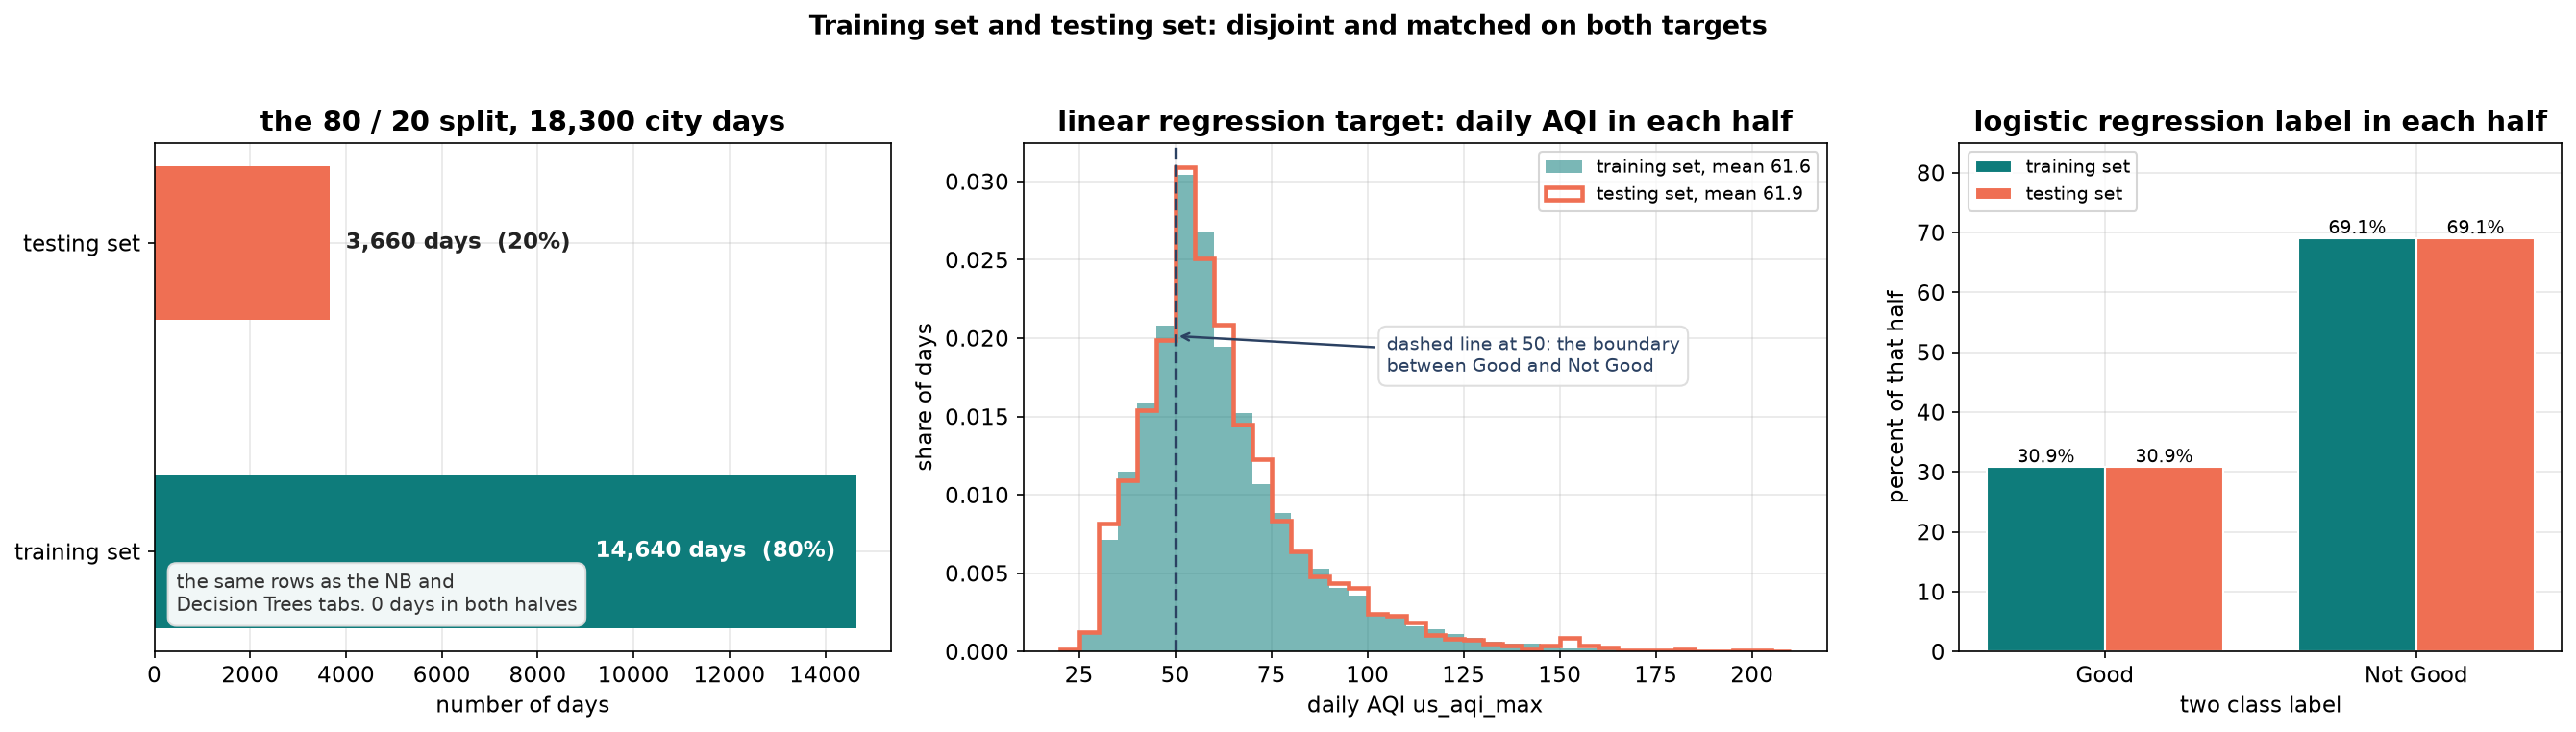 Training set and testing set: disjoint and matched on both targets
the 80 / 20 split, 18,300 city days
testing set
training set
3,660 days (20%)
14,640 days (80%)
the same rows as the NB and
Decision Trees tabs. 0 days in both halves
0 2000 4000 6000 8000 10000 12000 14000
number of days
linear regression target: daily AQI in each half
share of days
0.030
0.025
0.020
0.015
0.010
0.005
0.000
training set, mean 61.6
testing set, mean 61.9
dashed line at 50: the boundary
between Good and Not Good
25 50 75 100 125 150 175 200
daily AQI us_aqi_max
logistic regression label in each half
percent of that half
80
70
60
50
40
30
20
10
0
training set
testing set
69.1% 69.1%
30.9% 30.9%
Good Not Good
two class label